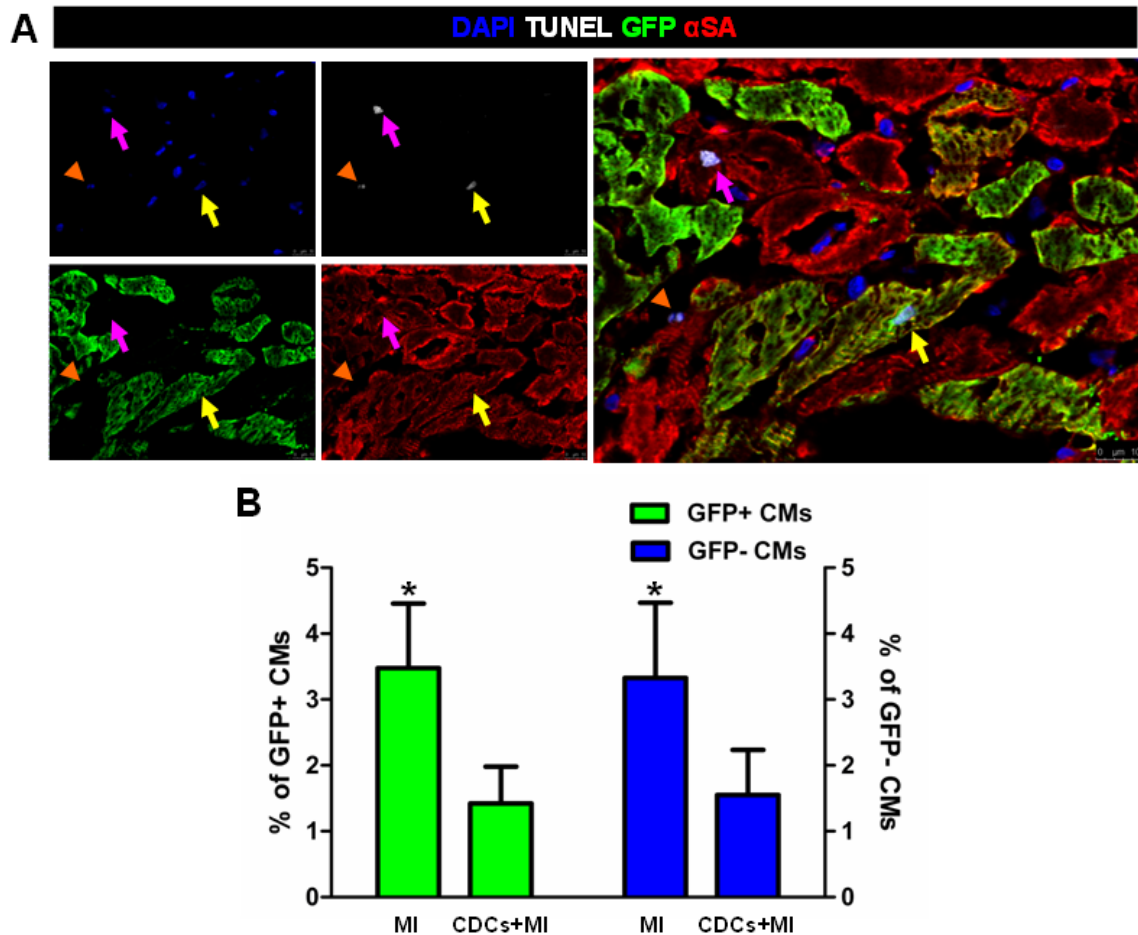 A
DAPI TUNEL GFP αSA
B
GFP+ CMs
GFP- CMs
% of GFP+ CMs
5
4
3
2
1
0
*
*
5
4
3
2
1
0
% of GFP- CMs
MI CDCs+MI MI CDCs+MI